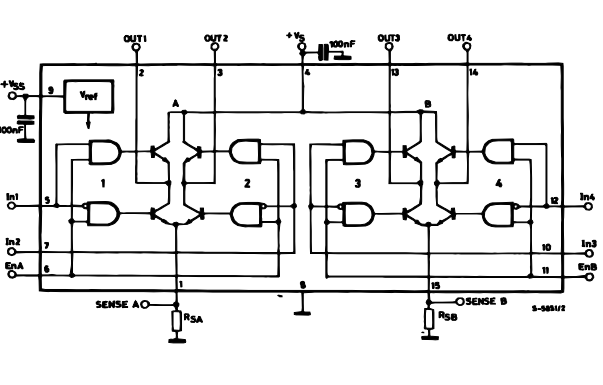 OUT1
OUT2
+VS
100nF
OUT3
OUT4
2
3
4
13
14
+VSS
9
Vref
A
B
100nF
1
2
3
4
In1
5
12
In4
In2
7
10
In3
EnA
6
11
EnB
1
8
15
SENSE A
SENSE B
RSA
RSB
S-5851/2